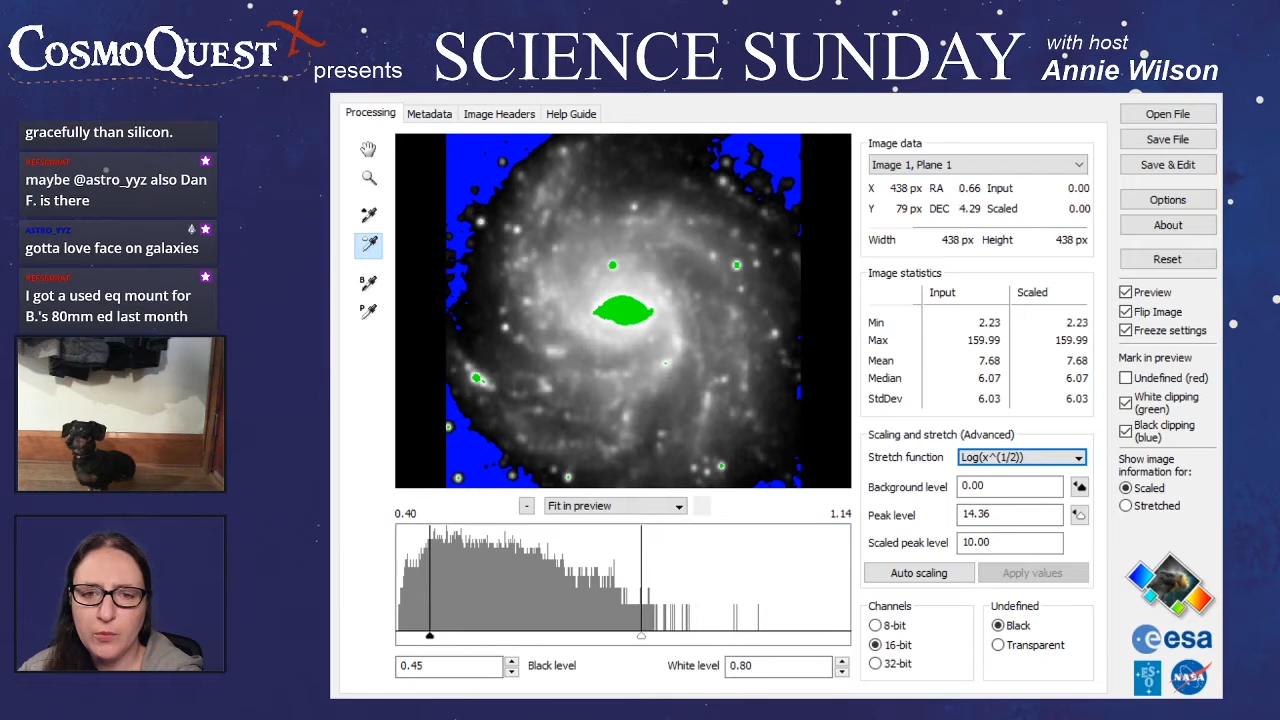 CosmoQuest X
presents
SCIENCE SUNDAY
with host
Annie Wilson
gracefully than silicon.
maybe @astro_yyz also Dan
F. is there
ASTRO_YYZ
gotta love face on galaxies
I got a used eq mount for
B.'s 80mm ed last month
Processing Metadata Image Headers Help Guide
Image data
Image 1, Plane 1
X 438 px RA 0.66 Input 0.00
Y 79 px DEC 4.29 Scaled 0.00
Width 438 px Height 438 px
Image statistics
Input Scaled
Min 2.23 2.23
Max 159.99 159.99
Mean 7.68 7.68
Median 6.07 6.07
StdDev 6.03 6.03
Scaling and stretch (Advanced)
Stretch function Log(x^(1/2))
Background level 0.00
Peak level 14.36
Scaled peak level 10.00
Auto scaling Apply values
Channels
8-bit
16-bit
32-bit
Undefined
Black
Transparent
B
P
- Fit in preview
0.40 1.14
0.45 Black level White level 0.80
Open File
Save File
Save & Edit
Options
About
Reset
Preview
Flip Image
Freeze settings
Mark in preview
Undefined (red)
White clipping
(green)
Black clipping
(blue)
Show image
information for:
Scaled
Stretched
esa
ESO
NASA